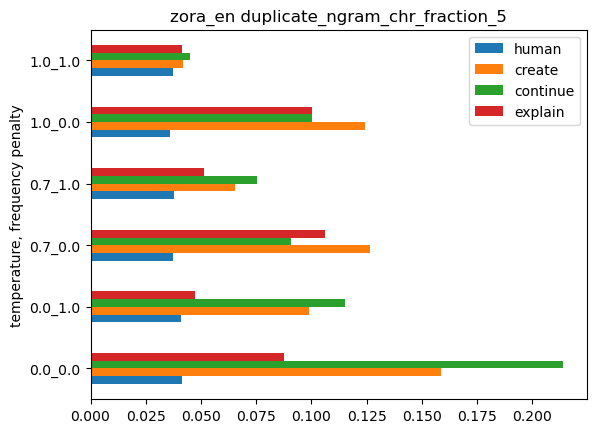 zora_en duplicate_ngram_chr_fraction_5
human
create
continue
explain
temperature, frequency penalty
1.0_1.0
1.0_0.0
0.7_1.0
0.7_0.0
0.0_1.0
0.0_0.0
0.000 0.025 0.050 0.075 0.100 0.125 0.150 0.175 0.200